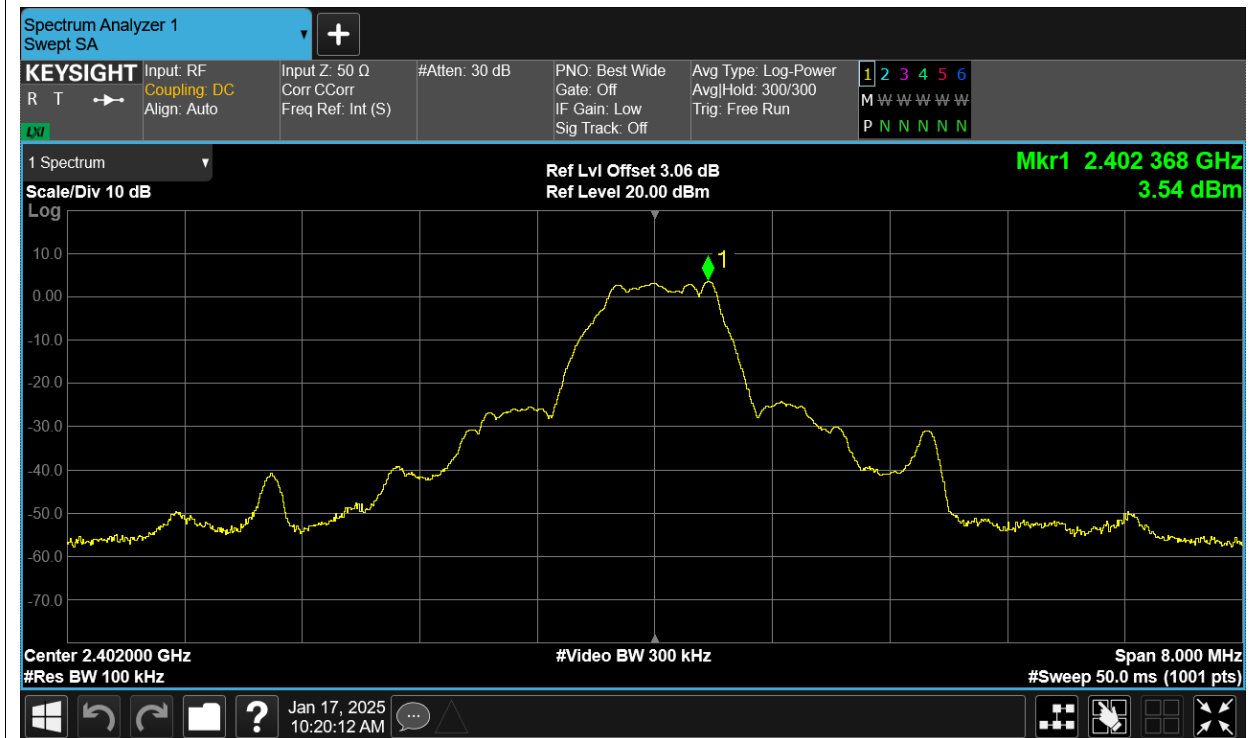 Spectrum Analyzer 1
Swept SA
KEYSIGHT
R T
LXI
Input: RF
Coupling: DC
Align: Auto
Input Z: 50 Ω
Corr CCorr
Freq Ref: Int (S)
#Atten: 30 dB
PNO: Best Wide
Gate: Off
IF Gain: Low
Sig Track: Off
Avg Type: Log-Power
Avg|Hold: 300/300
Trig: Free Run
1 2 3 4 5 6
M W W W W W
P N N N N N
1 Spectrum
Scale/Div 10 dB
Ref Lvl Offset 3.06 dB
Ref Level 20.00 dBm
Mkr1 2.402 368 GHz
3.54 dBm
Log
10.0
0.00
-10.0
-20.0
-30.0
-40.0
-50.0
-60.0
-70.0
1
Center 2.402000 GHz
#Res BW 100 kHz
#Video BW 300 kHz
Span 8.000 MHz
#Sweep 50.0 ms (1001 pts)
Jan 17, 2025
10:20:12 AM